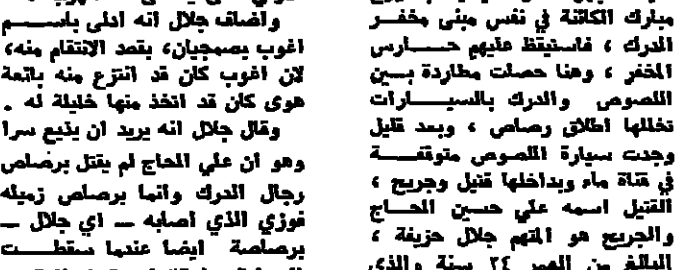 مبارك الكائنة في نفس مبنى مخفر
الدرك ، فاستيقظ عليهم حارس
المخفر ، وهنا حصلت مطاردة بين
اللصوص والدرك بالسيارات
تخللها اطلاق رصاص ، وبعد قليل
وجدت سيارة اللصوص متوقفة
في قناة ماء وبداخلها قتيل وجريح ،
القتيل اسمه علي حسين الحاج
والجريح هو المتهم جلال حزيفة ،
البالغ من العمر ٢٤ سنة والذي
واضاف جلال انه ادلى باسم
اغوب بصمجيان، بقصد الانتقام منه،
لان اغوب كان قد انتزع منه بائعة
هوى كان قد اتخذ منها خليلة له .
وقال جلال انه يريد ان يذيع سرا
وهو ان علي الحاج لم يقتل برصاص
رجال الدرك وانما برصاص زميله
فوزي الذي اصابه ــ اي جلال ــ
برصاصة ايضا عندما سقطت